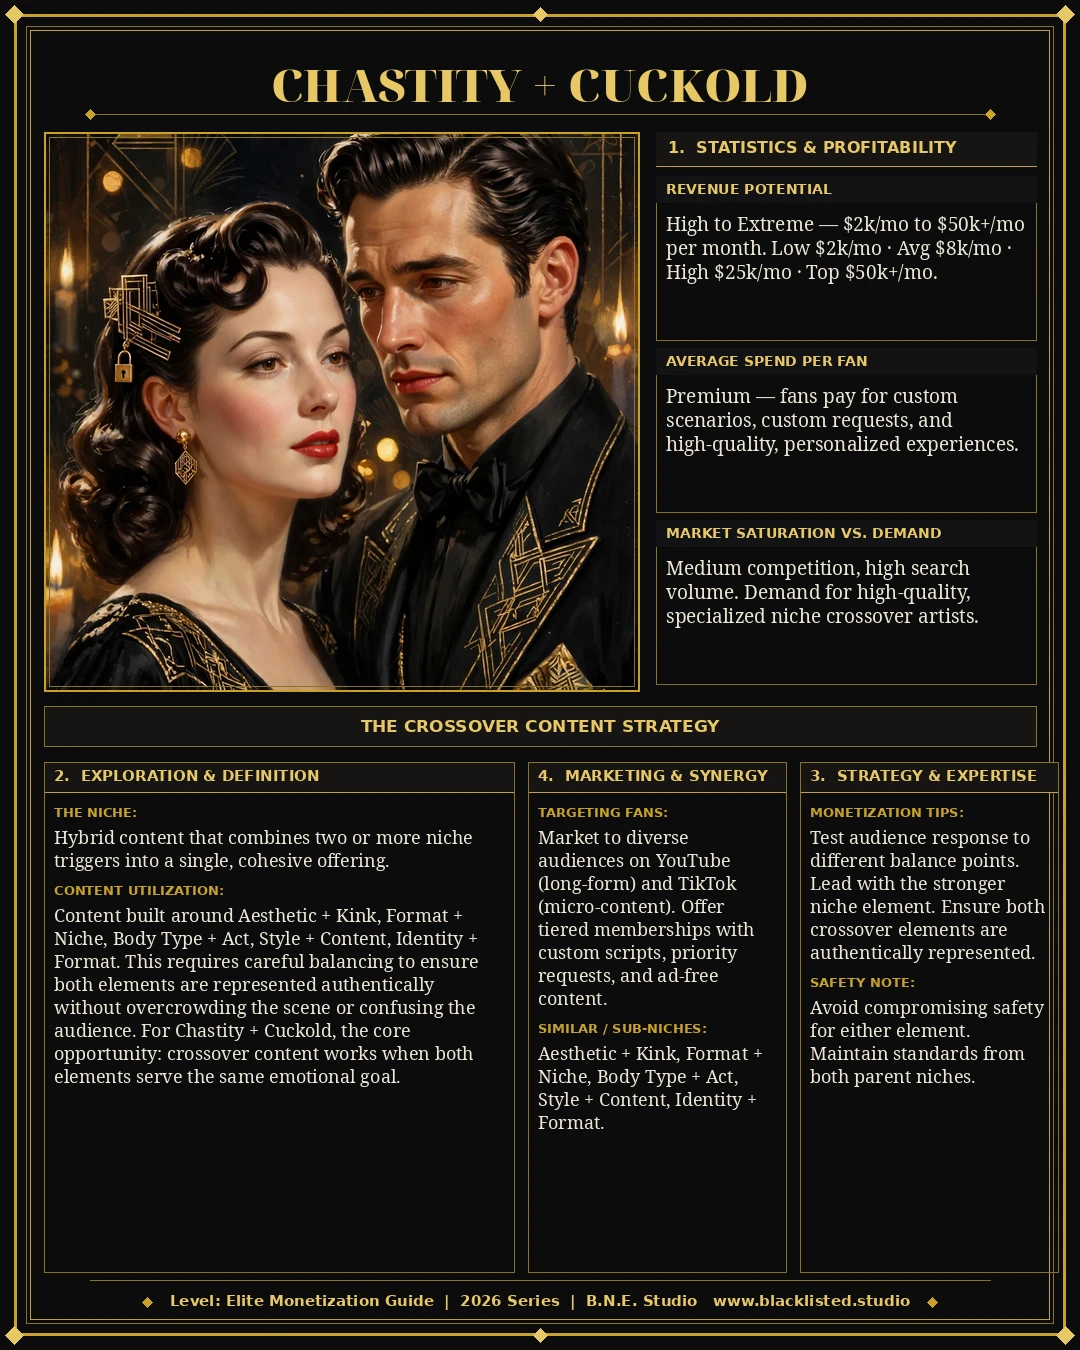 CHASTITY + CUCKOLD
1. STATISTICS & PROFITABILITY
REVENUE POTENTIAL
High to Extreme — $2k/mo to $50k+/mo
per month. Low $2k/mo · Avg $8k/mo ·
High $25k/mo · Top $50k+/mo.
AVERAGE SPEND PER FAN
Premium — fans pay for custom
scenarios, custom requests, and
high-quality, personalized experiences.
MARKET SATURATION VS. DEMAND
Medium competition, high search
volume. Demand for high-quality,
specialized niche crossover artists.
THE CROSSOVER CONTENT STRATEGY
2. EXPLORATION & DEFINITION
THE NICHE:
Hybrid content that combines two or more niche
triggers into a single, cohesive offering.
CONTENT UTILIZATION:
Content built around Aesthetic + Kink, Format +
Niche, Body Type + Act, Style + Content, Identity +
Format. This requires careful balancing to ensure
both elements are represented authentically
without overcrowding the scene or confusing the
audience. For Chastity + Cuckold, the core
opportunity: crossover content works when both
elements serve the same emotional goal.
4. MARKETING & SYNERGY
TARGETING FANS:
Market to diverse
audiences on YouTube
(long-form) and TikTok
(micro-content). Offer
tiered memberships with
custom scripts, priority
requests, and ad-free
content.
SIMILAR / SUB-NICHES:
Aesthetic + Kink, Format +
Niche, Body Type + Act,
Style + Content, Identity +
Format.
3. STRATEGY & EXPERTISE
MONETIZATION TIPS:
Test audience response to
different balance points.
Lead with the stronger
niche element. Ensure both
crossover elements are
authentically represented.
SAFETY NOTE:
Avoid compromising safety
for either element.
Maintain standards from
both parent niches.
Level: Elite Monetization Guide | 2026 Series | B.N.E. Studio www.blacklisted.studio